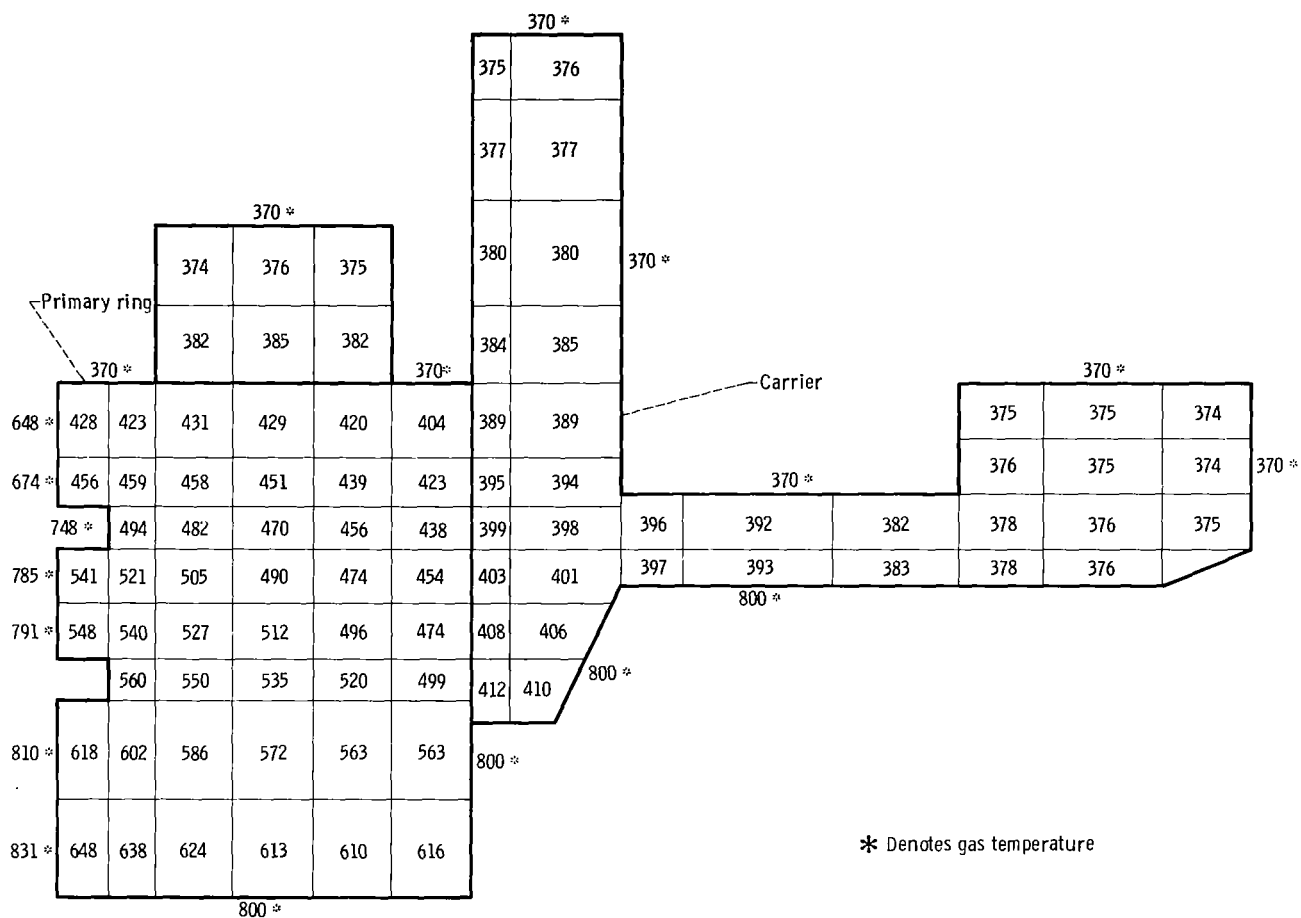 370 *
375 376
377 377
370 *
374 376 375 380 380 370 *
Primary ring
382 385 382 384 385
370 * 370* 370 *
Carrier
648 * 428 423 431 429 420 404 389 389 375 375 374
674 * 456 459 458 451 439 423 395 394 370 * 376 375 374 370 *
748 * 494 482 470 456 438 399 398 396 392 382 378 376 375
785 * 541 521 505 490 474 454 403 401 397 393 383 378 376
800 *
791 * 548 540 527 512 496 474 408 406
560 550 535 520 499 412 410 800 *
810 * 618 602 586 572 563 563 800 *
831 * 648 638 624 613 610 616
* Denotes gas temperature
800 *